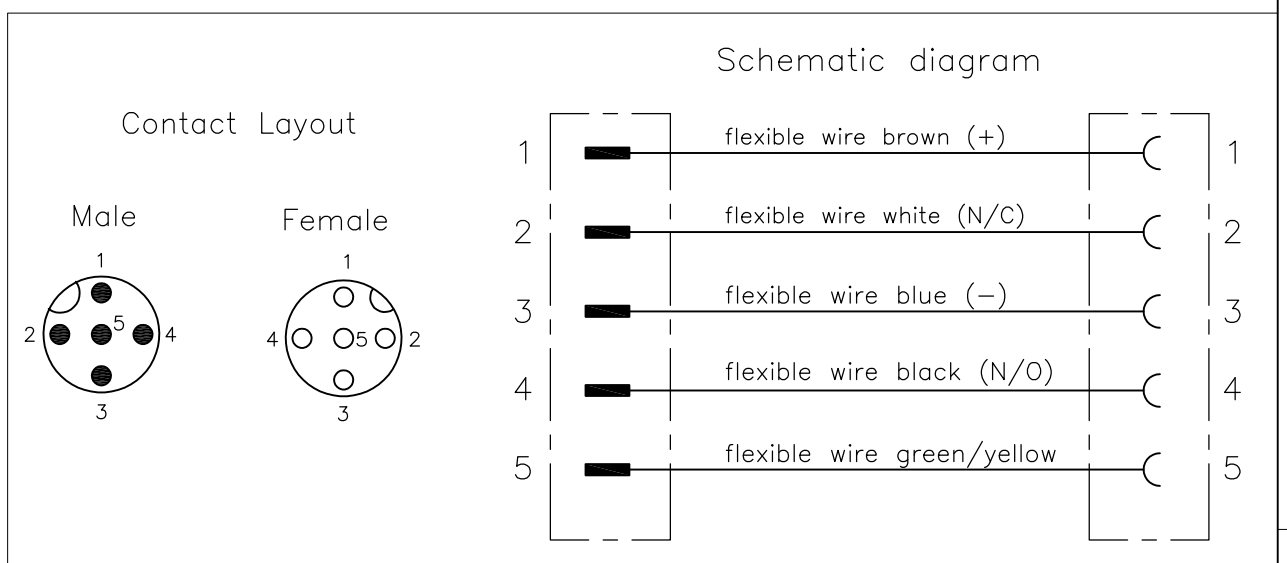 Schematic diagram
Contact Layout
Male
Female
1
2
5
4
3
1
4
5
2
3
1
flexible wire brown (+)
1
2
flexible wire white (N/C)
2
3
flexible wire blue (-)
3
4
flexible wire black (N/O)
4
5
flexible wire green/yellow
5